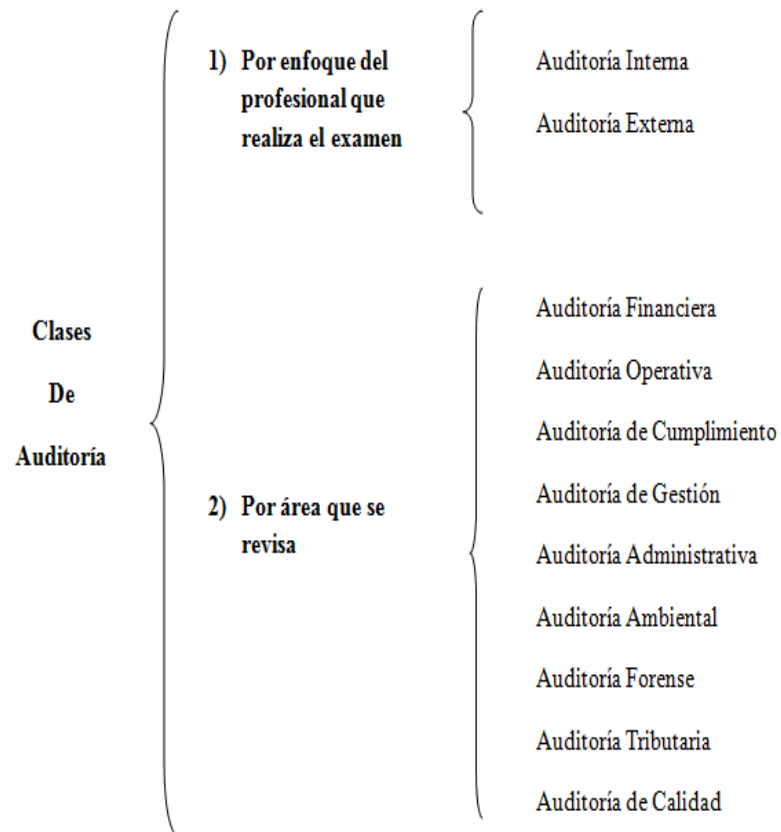 Clases
De
Auditoría
1) Por enfoque del
profesional que
realiza el examen
Auditoría Interna
Auditoría Externa
2) Por área que se
revisa
Auditoría Financiera
Auditoría Operativa
Auditoría de Cumplimiento
Auditoría de Gestión
Auditoría Administrativa
Auditoría Ambiental
Auditoría Forense
Auditoría Tributaria
Auditoría de Calidad